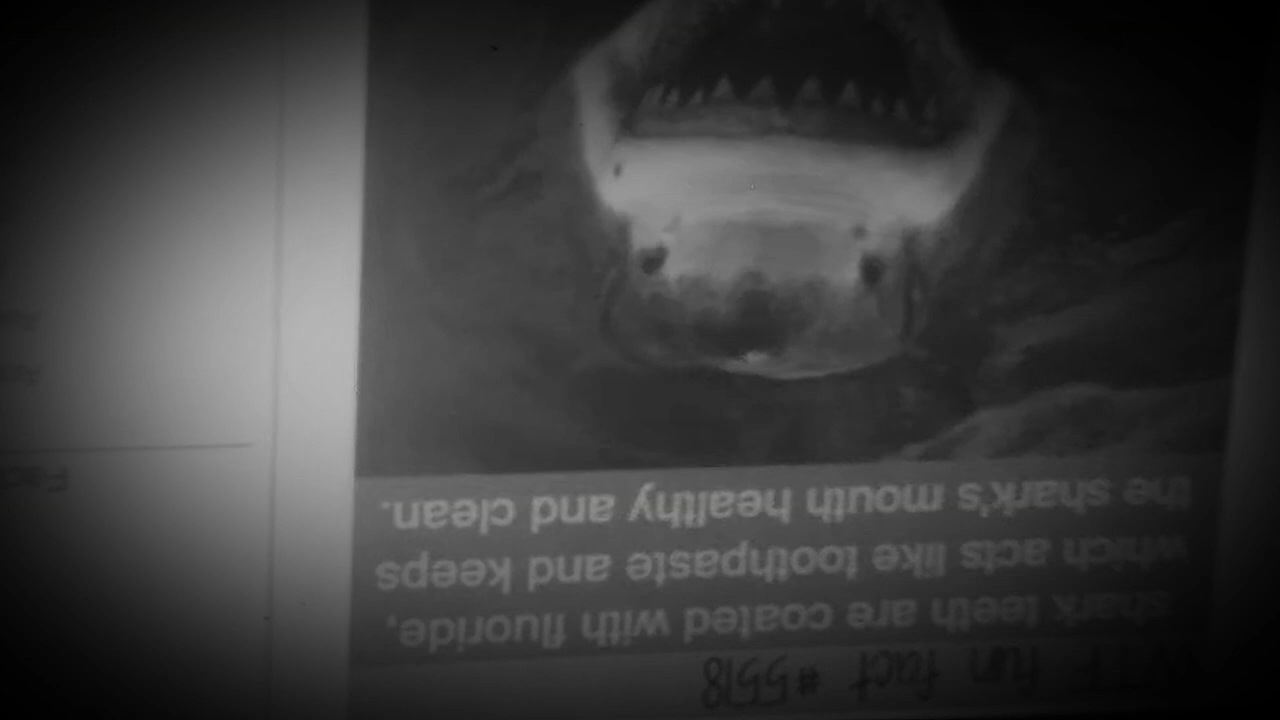 fun fact #5518
shark teeth are coated with fluoride,
which acts like toothpaste and keeps
the shark's mouth healthy and clean.